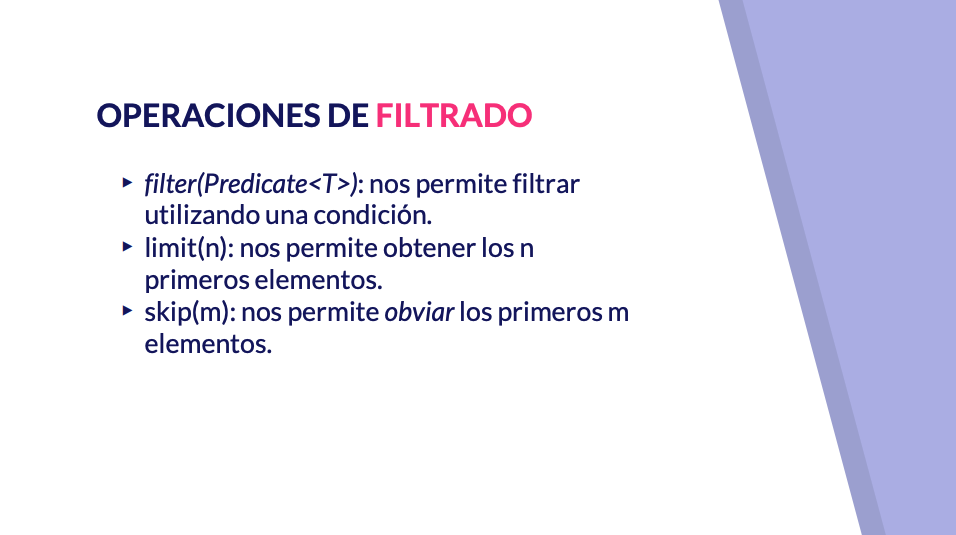 OPERACIONES DE FILTRADO
▸ filter(Predicate<T>): nos permite filtrar
utilizando una condición.
▸ limit(n): nos permite obtener los n
primeros elementos.
▸ skip(m): nos permite obviar los primeros m
elementos.